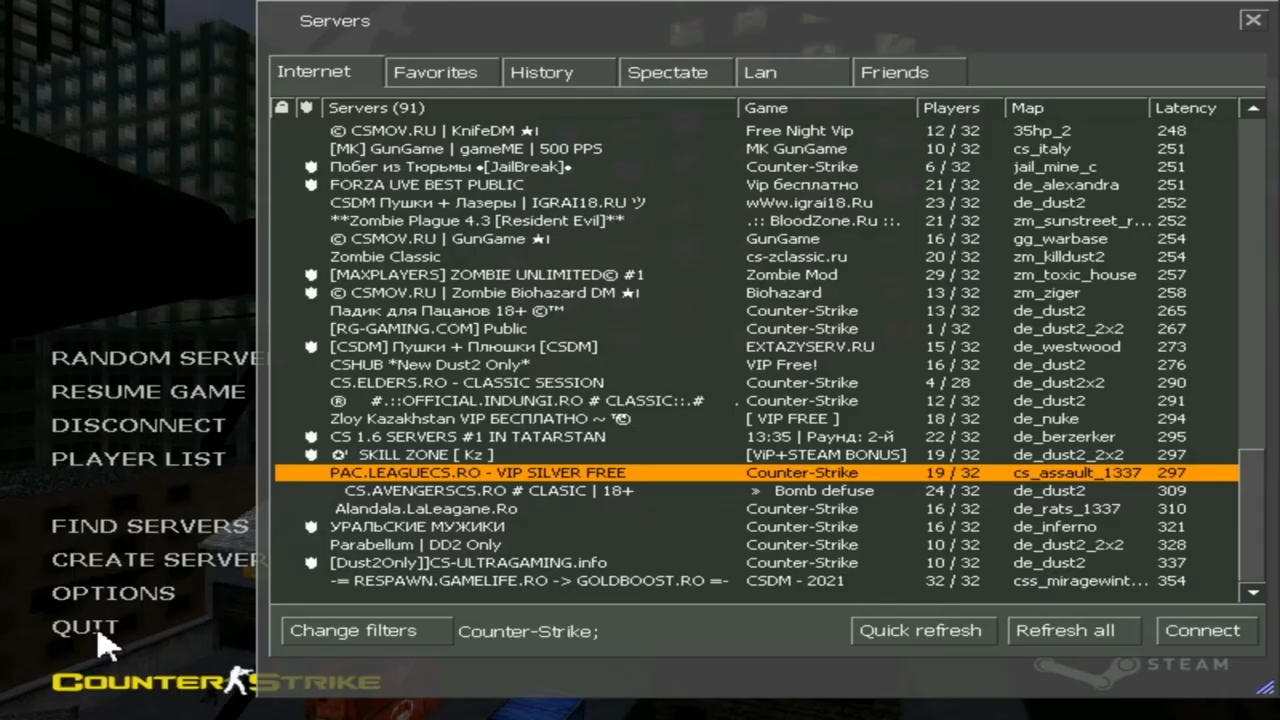 Servers
Internet Favorites History Spectate Lan Friends
Servers (91) Game Players Map Latency
© CSMOV.RU | KnifeDM ★ı Free Night Vip 12 / 32 35hp_2 248
[MK] GunGame | gameME | 500 PPS MK GunGame 10 / 32 cs_italy 251
Побег из Тюрьмы •[JailBreak]• Counter-Strike 6 / 32 jail_mine_c 251
FORZA LIVE BEST PUBLIC Vip бесплатно 21 / 32 de_alexandra 251
CSDM Пушки + Лазеры | IGRAI18.RU ツ wWw.igrai18.Ru 23 / 32 de_dust2 252
**Zombie Plague 4.3 [Resident Evil]** .:: BloodZone.Ru ::. 21 / 32 zm_sunstreet_r... 252
© CSMOV.RU | GunGame ★ı GunGame 16 / 32 gg_warbase 254
Zombie Classic cs-zclassic.ru 20 / 32 zm_killdust2 254
[MAXPLAYERS] ZOMBIE UNLIMITED© #1 Zombie Mod 29 / 32 zm_toxic_house 257
© CSMOV.RU | Zombie Biohazard DM ★ı Biohazard 13 / 32 zm_ziger 258
Падик для Пацанов 18+ ©™ Counter-Strike 13 / 32 de_dust2 265
[RG-GAMING.COM] Public Counter-Strike 1 / 32 de_dust2_2x2 267
[CSDM] Пушки + Плюшки [CSDM] EXTAZYSERV.RU 15 / 32 de_westwood 273
CSHUB *New Dust2 Only* VIP Free! 16 / 32 de_dust2 276
CS.ELDERS.RO - CLASSIC SESSION Counter-Strike 4 / 28 de_dust2x2 290
® #.::OFFICIAL.INDUNGI.RO # CLASSIC::.# . Counter-Strike 12 / 32 de_dust2 291
Zloy Kazakhstan VIP БЕСПЛАТНО ~ [ VIP FREE ] 18 / 32 de_nuke 294
CS 1.6 SERVERS #1 IN TATARSTAN 13:35 | Раунд: 2-й 22 / 32 de_berzerker 295
✪' SKILL ZONE [ Kz ] [ViP+STEAM BONUS] 19 / 32 de_dust2_2x2 297
PAC.LEAGUECS.RO - VIP SILVER FREE Counter-Strike 19 / 32 cs_assault_1337 297
CS.AVENGERSCS.RO # CLASIC | 18+ » Bomb defuse 24 / 32 de_dust2 309
Alandala.LaLeagane.Ro Counter-Strike 16 / 32 de_rats_1337 310
УРАЛЬСКИЕ МУЖИКИ Counter-Strike 16 / 32 de_inferno 321
Parabellum | DD2 Only Counter-Strike 10 / 32 de_dust2_2x2 328
[Dust2Only]]CS-ULTRAGAMING.info Counter-Strike 10 / 32 de_dust2 337
-= RESPAWN.GAMELIFE.RO -> GOLDBOOST.RO =- CSDM - 2021 32 / 32 css_miragewint... 354
Change filters Counter-Strike; Quick refresh Refresh all Connect
RANDOM SERVE
RESUME GAME
DISCONNECT
PLAYER LIST
FIND SERVERS
CREATE SERVER
OPTIONS
QUIT
COUNTER STRIKE
STEAM